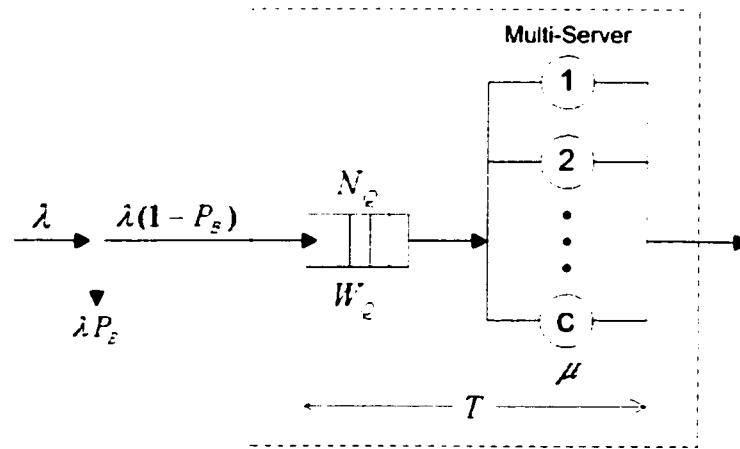 Multi-Server
1
2
N_Q
λ
λ(1 − P_B)
W_Q
λP_B
C
μ
T